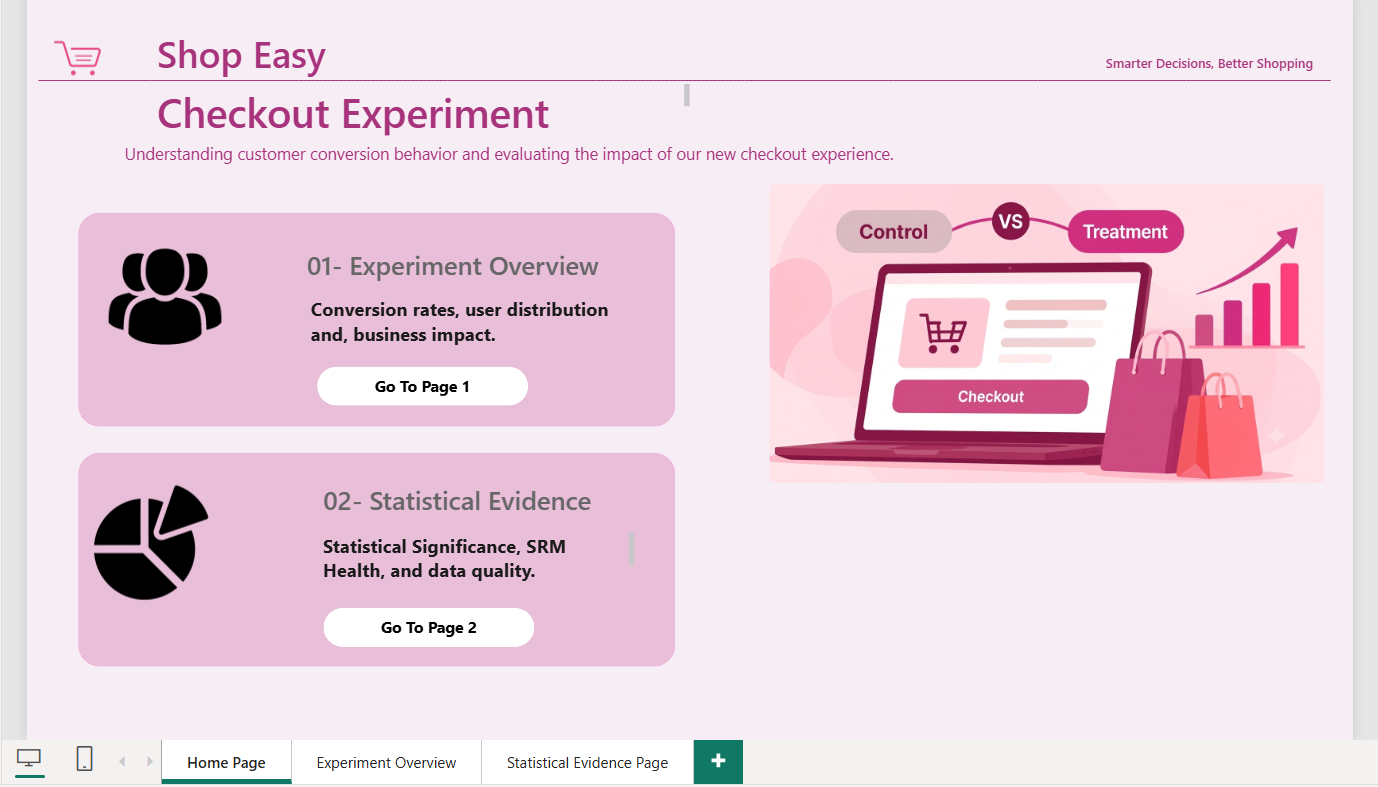 Shop Easy
Smarter Decisions, Better Shopping
Checkout Experiment
Understanding customer conversion behavior and evaluating the impact of our new checkout experience.
01- Experiment Overview
Conversion rates, user distribution
and, business impact.
Go To Page 1
Control
VS
Treatment
Checkout
02- Statistical Evidence
Statistical Significance, SRM
Health, and data quality.
Go To Page 2
Home Page
Experiment Overview
Statistical Evidence Page